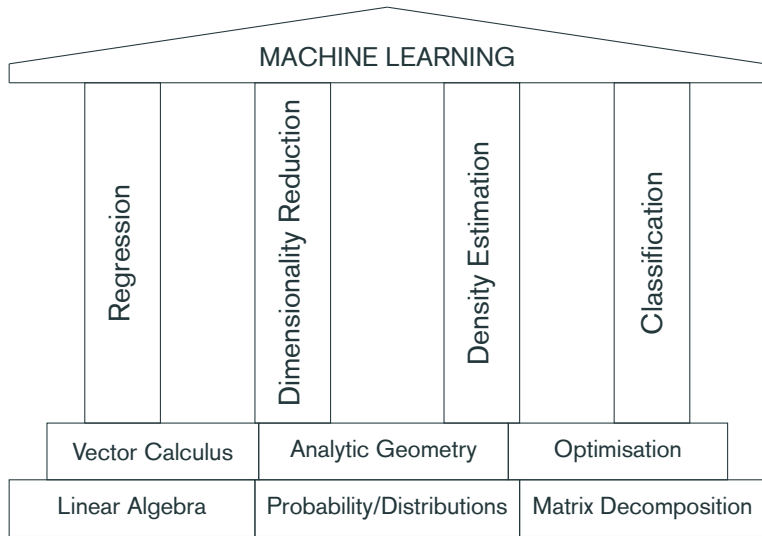 MACHINE LEARNING
Regression
Dimensionality Reduction
Density Estimation
Classification
Vector Calculus
Analytic Geometry
Optimisation
Linear Algebra
Probability/Distributions
Matrix Decomposition